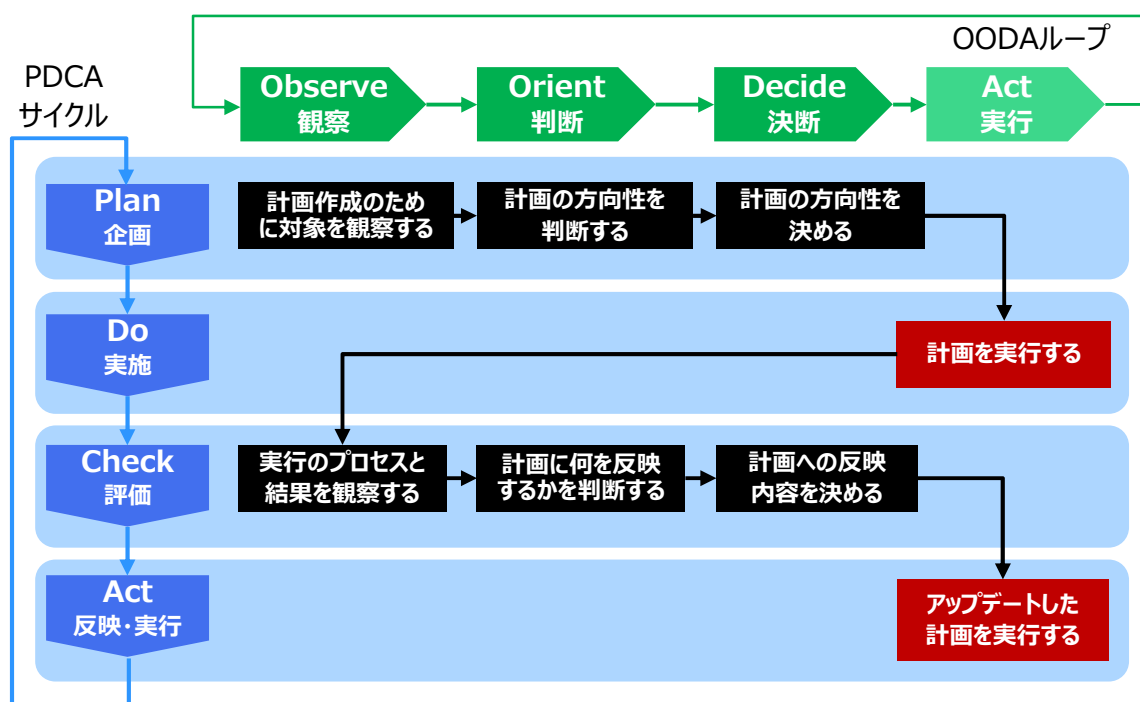 OODAループ
PDCA
サイクル
Observe
観察
Orient
判断
Decide
決断
Act
実行
Plan
企画
計画作成のため
に対象を観察する
計画の方向性を
判断する
計画の方向性を
決める
Do
実施
計画を実行する
Check
評価
実行のプロセスと
結果を観察する
計画に何を反映
するかを判断する
計画への反映
内容を決める
Act
反映・実行
アップデートした
計画を実行する